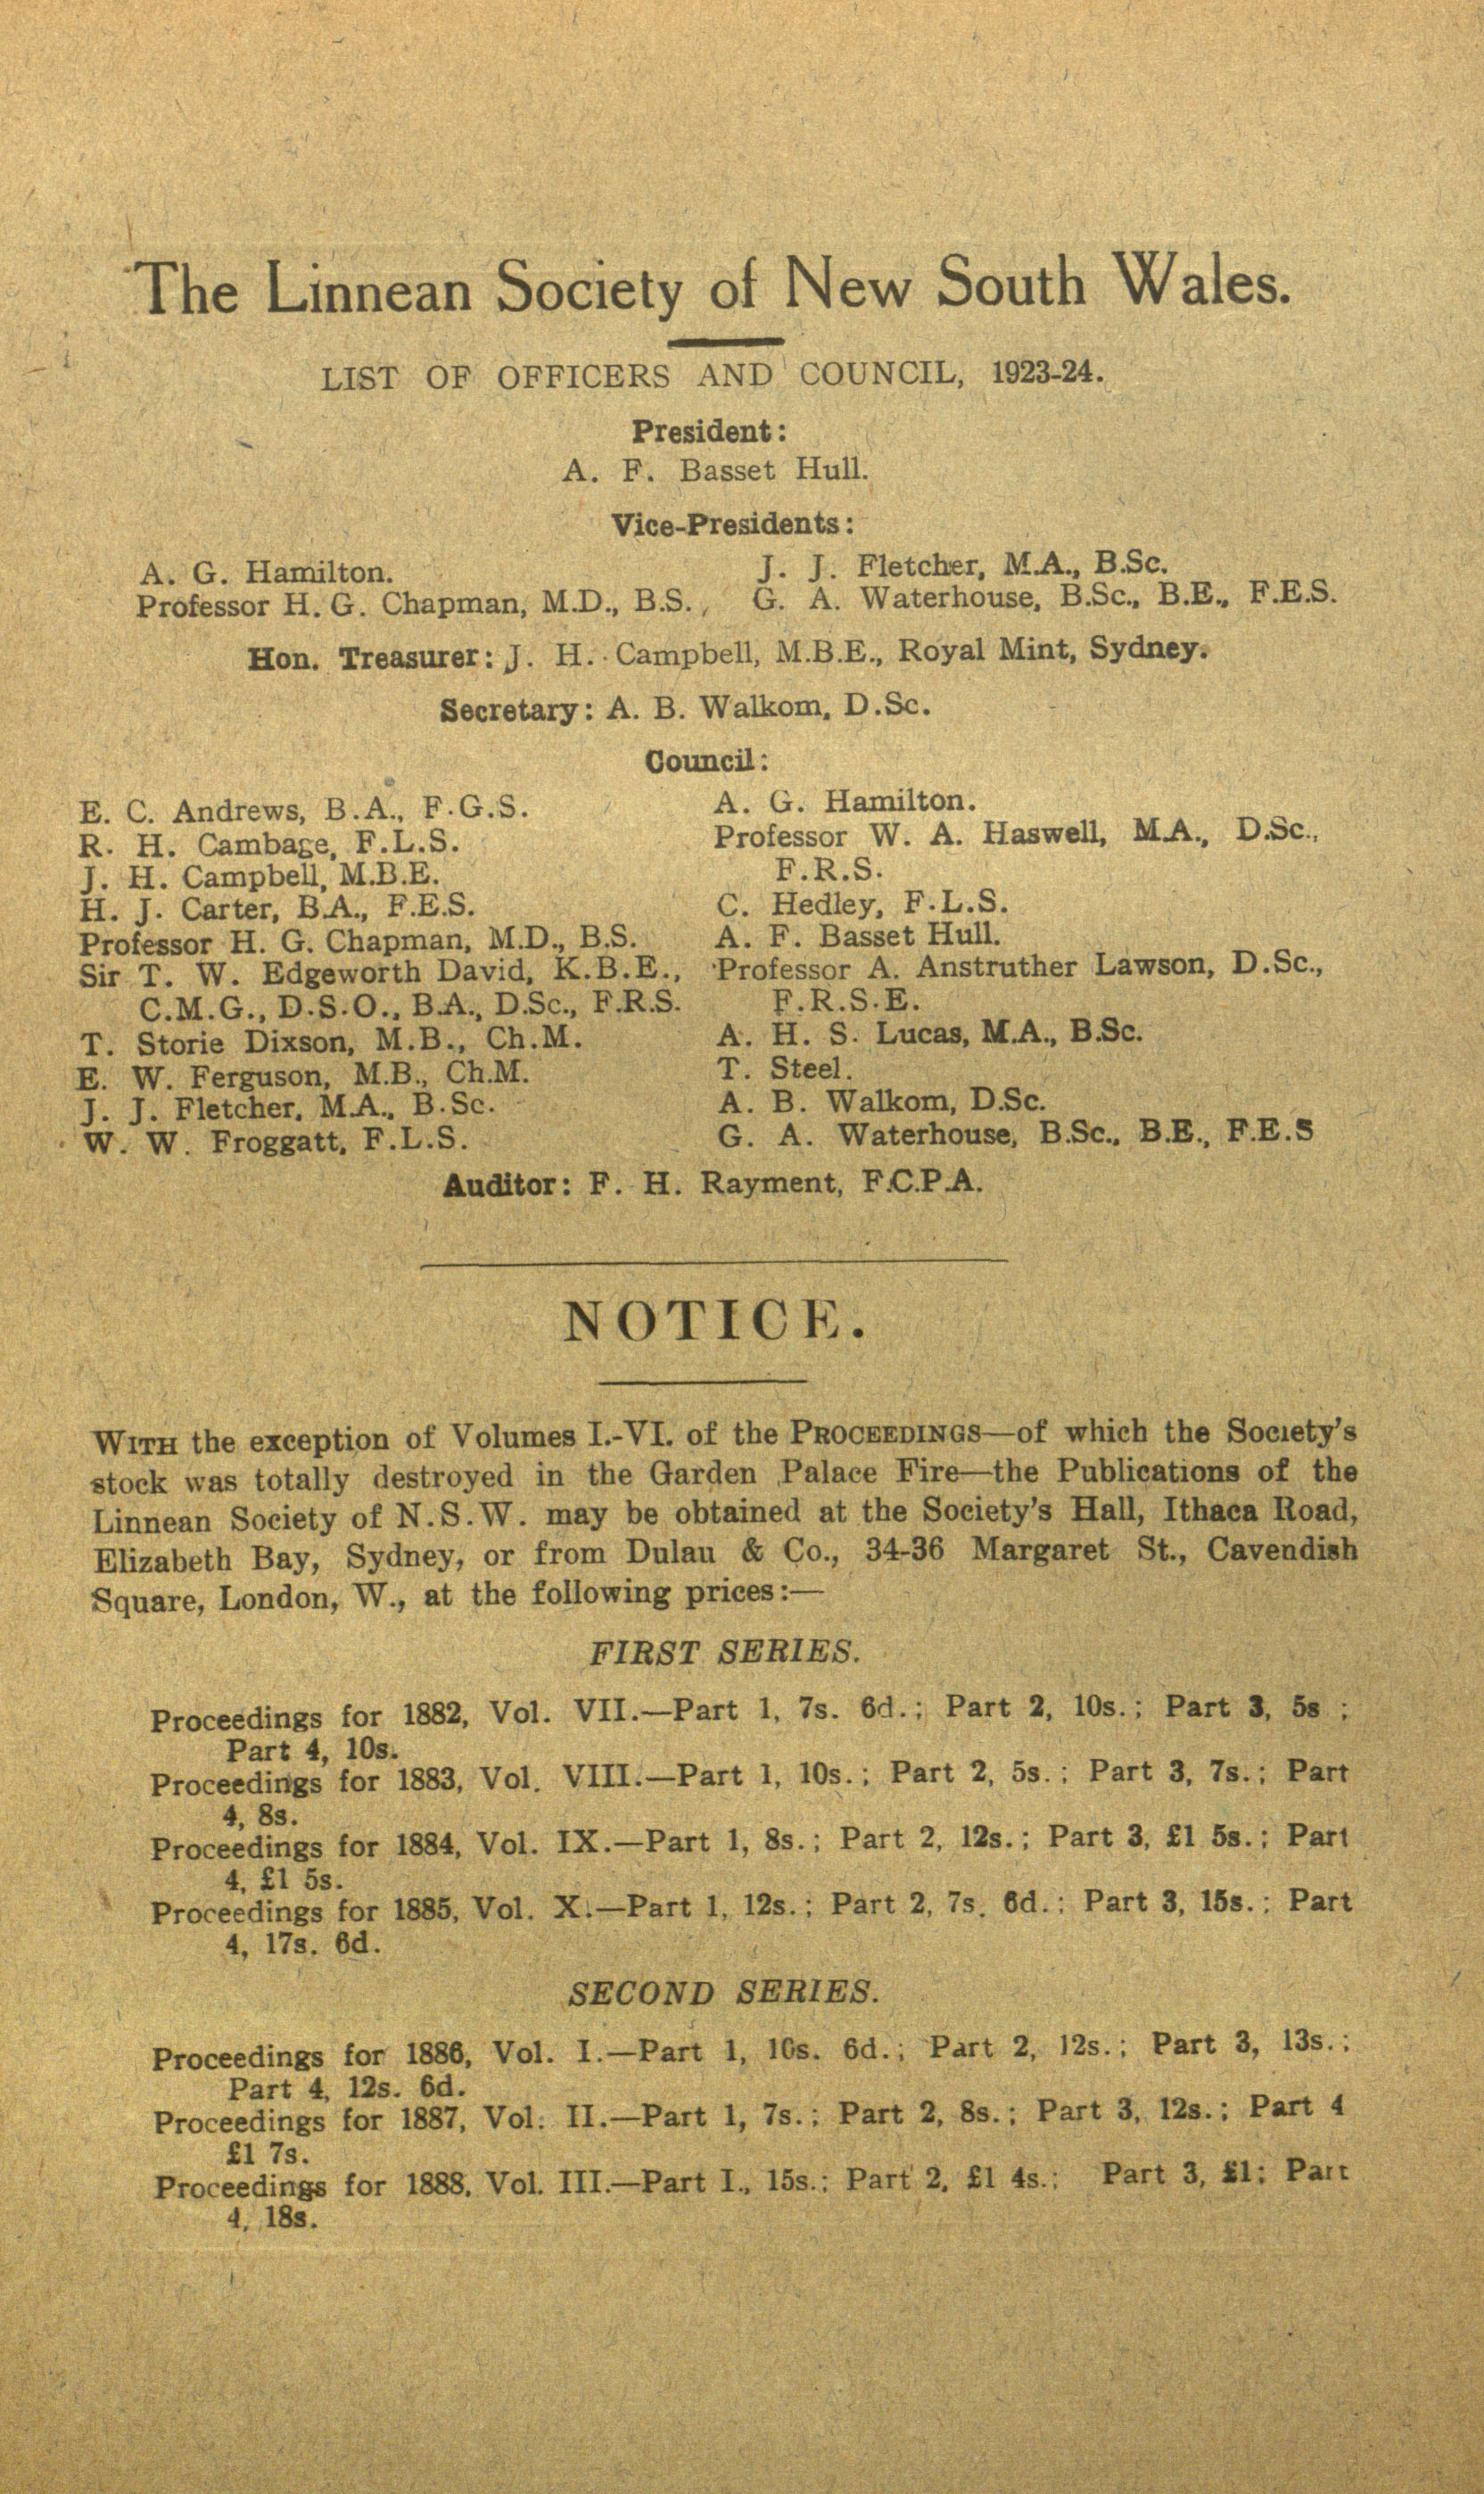 The Linnean Society of New South Wales.
LIST OF OFFICERS AND COUNCIL, 1923-24.
President:
A. F. Basset Hull.
Vice-Presidents:
A. G. Hamilton.
Professor H. G. Chapman, M.D., B.S.
J. J. Fletcher, M.A., B.Sc.
G. A. Waterhouse, B.Sc., B.E., F.E.S.
Hon. Treasurer: J. H. Campbell, M.B.E., Royal Mint, Sydney.
Secretary: A. B. Walkom, D.Sc.
Council:
E. C. Andrews, B.A., F.G.S.
R. H. Cambage, F.L.S.
J. H. Campbell, M.B.E.
H. J. Carter, B.A., F.E.S.
Professor H. G. Chapman, M.D., B.S.
Sir T. W. Edgeworth David, K.B.E.,
C.M.G., D.S.O., B.A., D.Sc., F.R.S.
T. Storie Dixson, M.B., Ch.M.
E. W. Ferguson, M.B., Ch.M.
J. J. Fletcher, M.A., B.Sc.
W. W. Froggatt, F.L.S.
A. G. Hamilton.
Professor W. A. Haswell, M.A., D.Sc.,
F.R.S.
C. Hedley, F.L.S.
A. F. Basset Hull.
Professor A. Anstruther Lawson, D.Sc.,
F.R.S.E.
A. H. S. Lucas, M.A., B.Sc.
T. Steel.
A. B. Walkom, D.Sc.
G. A. Waterhouse, B.Sc., B.E., F.E.S
Auditor: F. H. Rayment, F.C.P.A.
NOTICE.
WITH the exception of Volumes I.-VI. of the PROCEEDINGS—of which the Society's
stock was totally destroyed in the Garden Palace Fire—the Publications of the
Linnean Society of N.S.W. may be obtained at the Society's Hall, Ithaca Road,
Elizabeth Bay, Sydney, or from Dulau & Co., 34-36 Margaret St., Cavendish
Square, London, W., at the following prices:—
FIRST SERIES.
Proceedings for 1882, Vol. VII.—Part 1, 7s. 6d.; Part 2, 10s.; Part 3, 5s ;
Part 4, 10s.
Proceedings for 1883, Vol. VIII.—Part 1, 10s.; Part 2, 5s.; Part 3, 7s.; Part
4, 8s.
Proceedings for 1884, Vol. IX.—Part 1, 8s.; Part 2, 12s.; Part 3, £1 5s.; Part
4, £1 5s.
Proceedings for 1885, Vol. X.—Part 1, 12s.; Part 2, 7s. 6d.; Part 3, 15s.; Part
4, 17s. 6d.
SECOND SERIES.
Proceedings for 1886, Vol. I.—Part 1, 10s. 6d.; Part 2, 12s.; Part 3, 13s.;
Part 4, 12s. 6d.
Proceedings for 1887, Vol. II.—Part 1, 7s.; Part 2, 8s.; Part 3, 12s.; Part 4
£1 7s.
Proceedings for 1888, Vol. III.—Part I., 15s.; Part 2, £1 4s.; Part 3, £1; Part
4, 18s.